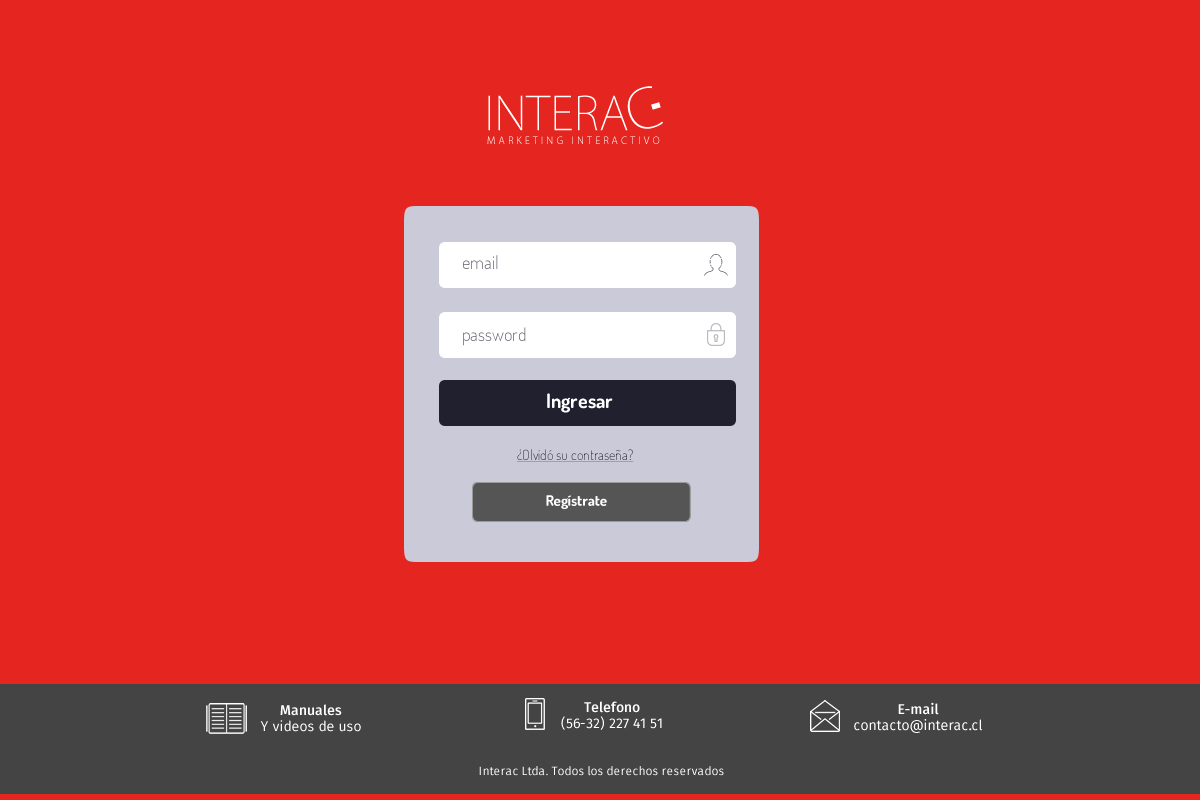 INTERAC
MARKETING INTERACTIVO
email
password
Ingresar
¿Olvidó su contraseña?
Regístrate
Manuales
Y videos de uso
Telefono
(56-32) 227 41 51
E-mail
contacto@interac.cl
Interac Ltda. Todos los derechos reservados